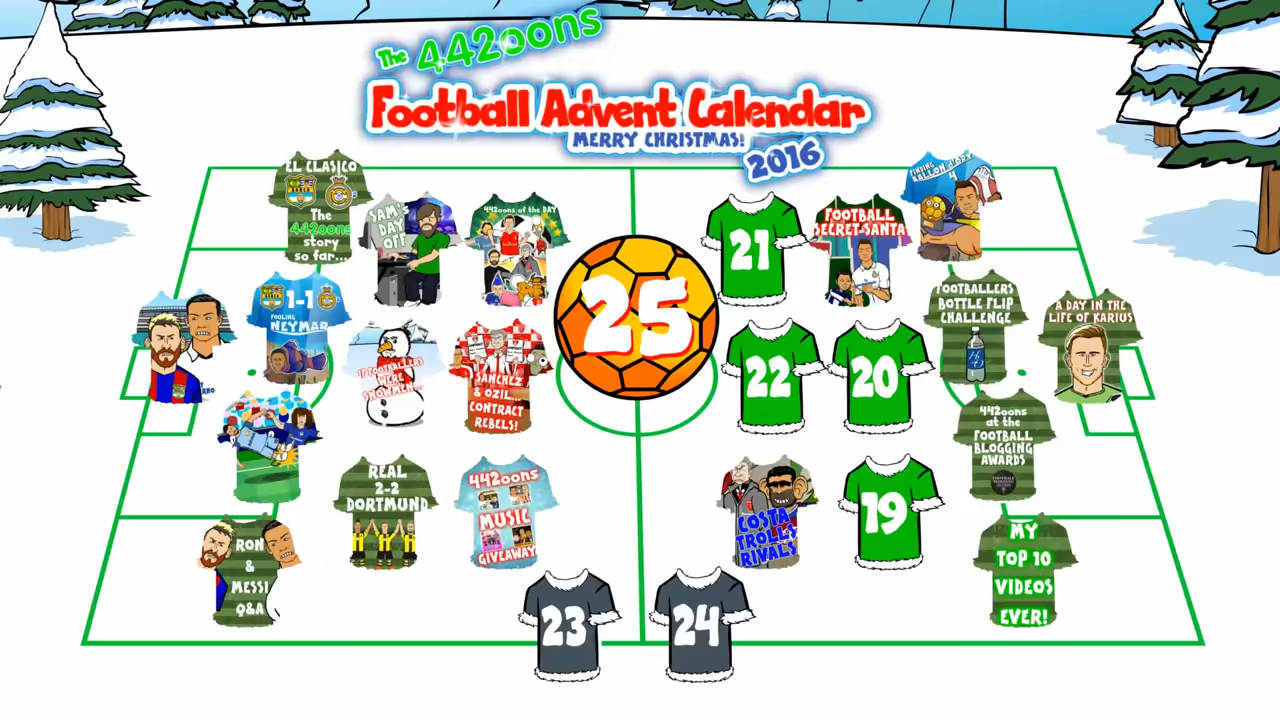 The 442oons
Football Advent Calendar
MERRY CHRISTMAS!
2016
EL CLASICO
The
442oons
story
so far...
SAM'S
DAY
OFF
442oons of the DAY
21
FOOTBALL
SECRET SANTA
FINDING
BALLON D'ORY
4
1-1
FOOLING
NEYMAR
IF FOOTBALLERS
WERE
SNOWMEN...
SANCHEZ
& OZIL...
CONTRACT
REBELS!
25
22
20
FOOTBALLERS
BOTTLE FLIP
CHALLENGE
A DAY IN THE
LIFE OF KARIUS
442oons
at the
FOOTBALL
BLOGGING
AWARDS
REAL
2-2
DORTMUND
442oons
MUSIC
GIVEAWAY
COSTA
TROLLS
RIVALS
19
RON
&
MESSI
Q&A
MY
TOP 10
VIDEOS
EVER!
23
24